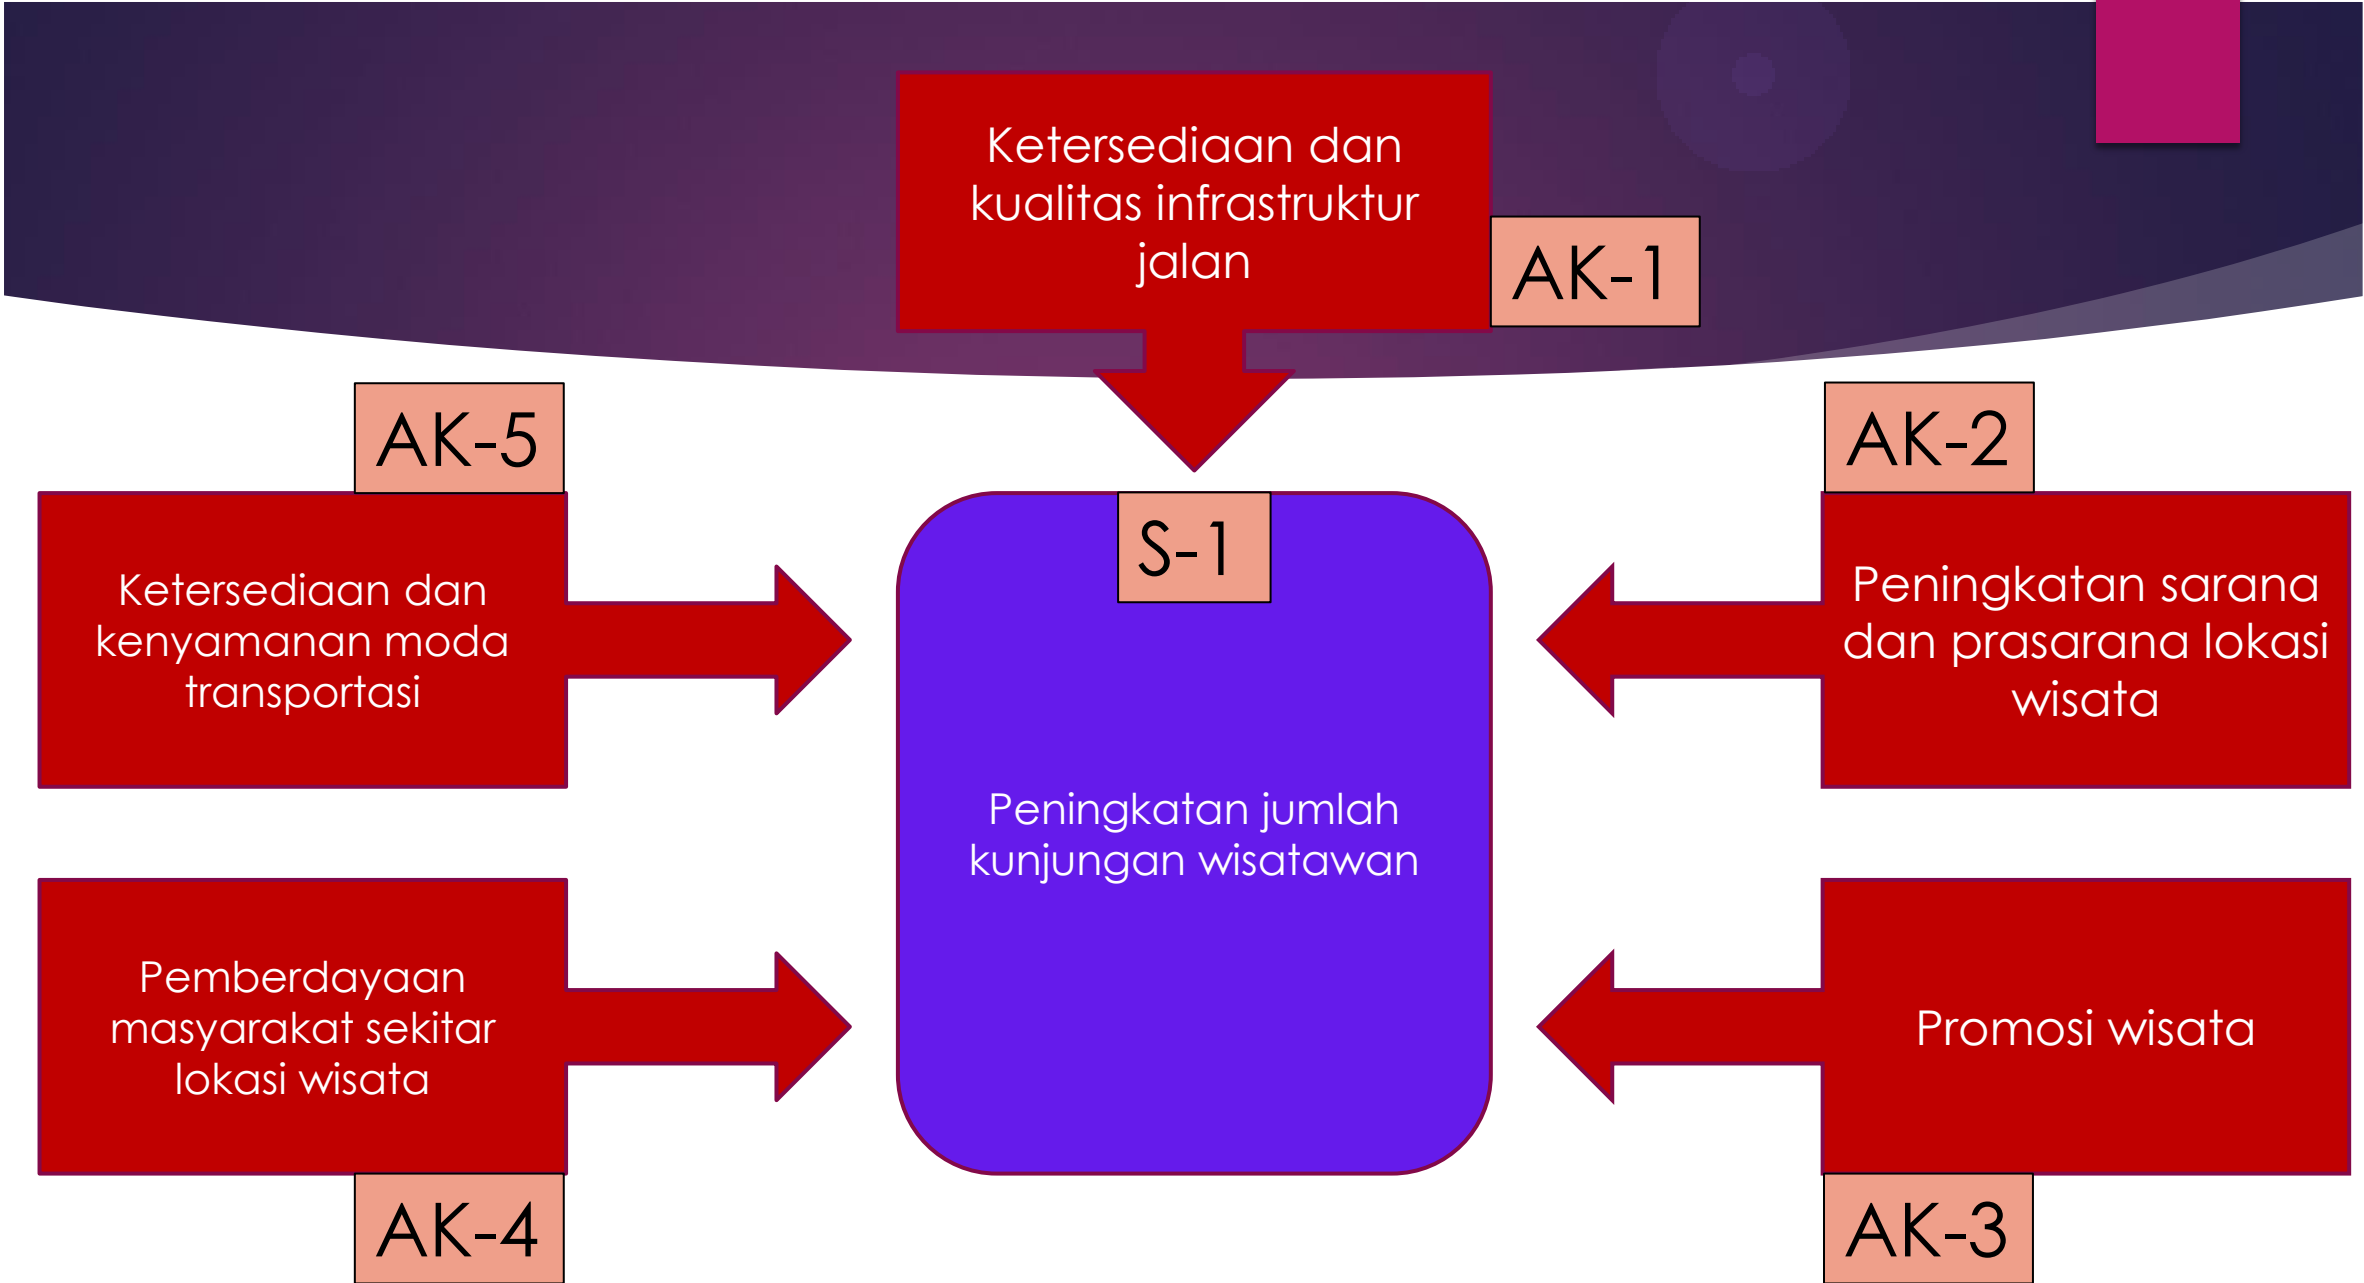 Ketersediaan dan
kualitas infrastruktur
jalan
AK-1
AK-5
Ketersediaan dan
kenyamanan moda
transportasi
S-1
Peningkatan jumlah
kunjungan wisatawan
AK-2
Peningkatan sarana
dan prasarana lokasi
wisata
Pemberdayaan
masyarakat sekitar
lokasi wisata
AK-4
Promosi wisata
AK-3